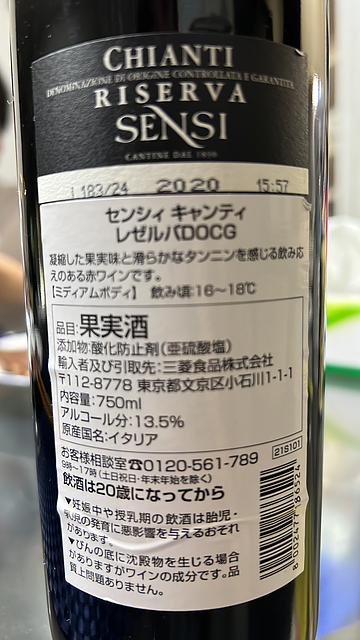 CHIANTI
DENOMINAZIONE DI ORIGINE CONTROLLATA E GARANTITA
RISERVA
SENSI
CANTINE DAL 1890
L 183/24 2020 15:57
センシィ キャンティ
レゼルバDOCG
凝縮した果実味と滑らかなタンニンを感じる飲み応
えのある赤ワインです。
【ミディアムボディ】 飲み頃:16～18℃
品目:果実酒
添加物:酸化防止剤(亜硫酸塩)
輸入者及び引取先:三菱食品株式会社
〒112-8778 東京都文京区小石川1-1-1
内容量:750ml
アルコール分:13.5%
原産国名:イタリア
216101
お客様相談室☎0120-561-789
9時～17時(土日祝日・年末年始を除く)
飲酒は20歳になってから
▼妊娠中や授乳期の飲酒は胎児・
乳児の発育に悪影響を与えるおそれ
があります。
▼びんの底に沈殿物を生じる場合
がありますがワインの成分です。品
質上問題ありません。
8 002477 186524